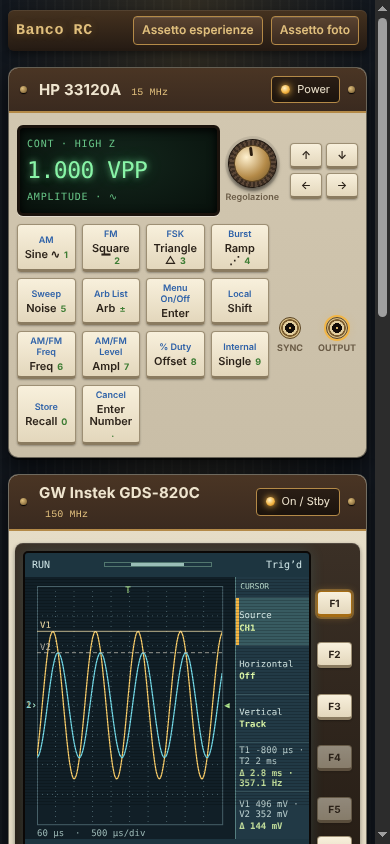 Banco RC
Assetto esperienze
Assetto foto
HP 33120A 15 MHz
Power
CONT · HIGH Z
1.000 VPP
AMPLITUDE · ∿
Regolazione
↑ ↓
← →
AM
Sine ∿ 1
FM
Square
2
FSK
Triangle
△ 3
Burst
Ramp
⋰ 4
Sweep
Noise 5
Arb List
Arb ±
Menu
On/Off
Enter
Local
Shift
AM/FM
Freq
Freq 6
AM/FM
Level
Ampl 7
% Duty
Offset 8
Internal
Single 9
SYNC
OUTPUT
Store
Recall 0
Cancel
Enter
Number
.
GW Instek GDS-820C
150 MHz
On / Stby
RUN
Trig'd
T
V1
V2
CURSOR
Source
CH1
Horizontal
Off
Vertical
Track
T1 -800 µs ·
T2 2 ms
Δ 2.8 ms ·
357.1 Hz
V1 496 mV ·
V2 352 mV
Δ 144 mV
60 µs · 500 µs/div
F1
F2
F3
F4
F5